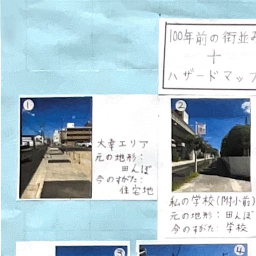 100年前の街並み
＋
ハザードマップ
①
大幸エリア
元の地形：
田んぼ
今のすがた：
住宅地
②
私の学校(附小前)
元の地形：田んぼ
今のすがた：学校
③
④